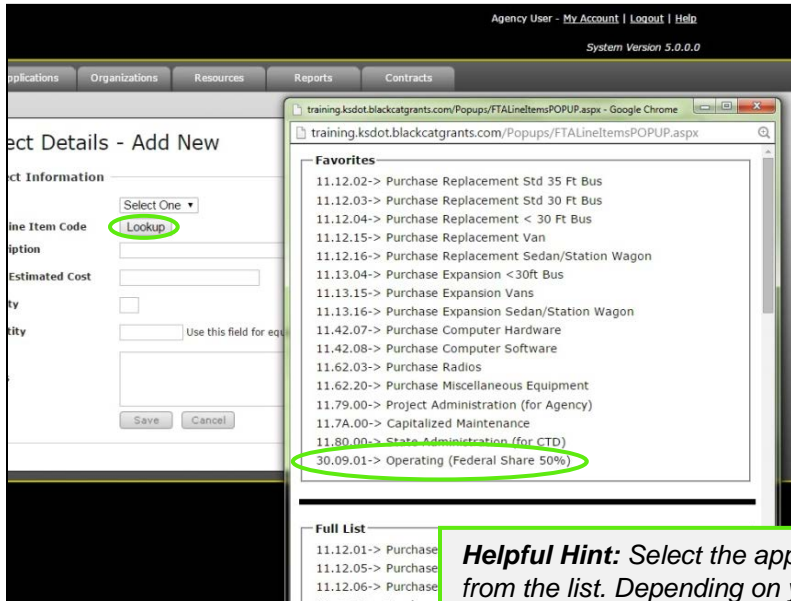 Agency User - My Account | Logout | Help
System Version 5.0.0.0
Organizations Resources Reports Contracts
training.ksdot.blackcatgrants.com/Popups/FTALineItemsPOPUP.aspx - Google Chrome
training.ksdot.blackcatgrants.com/Popups/FTALineItemsPOPUP.aspx
Details - Add New
Information
Select One
Item Code Lookup
Estimated Cost
Use this field for
Save Cancel
Favorites
11.12.02-> Purchase Replacement Std 35 Ft Bus
11.12.03-> Purchase Replacement Std 30 Ft Bus
11.12.04-> Purchase Replacement < 30 Ft Bus
11.12.15-> Purchase Replacement Van
11.12.16-> Purchase Replacement Sedan/Station Wagon
11.13.04-> Purchase Expansion <30ft Bus
11.13.15-> Purchase Expansion Vans
11.13.16-> Purchase Expansion Sedan/Station Wagon
11.42.07-> Purchase Computer Hardware
11.42.08-> Purchase Computer Software
11.62.03-> Purchase Radios
11.62.20-> Purchase Miscellaneous Equipment
11.79.00-> Project Administration (for Agency)
11.7A.00-> Capitalized Maintenance
11.80.00-> State Administration (for CTD)
30.09.01-> Operating (Federal Share 50%)
Full List
11.12.01-> Purchase
11.12.05-> Purchase
11.12.06-> Purchase
Helpful Hint: Select the
from the list. Depending on